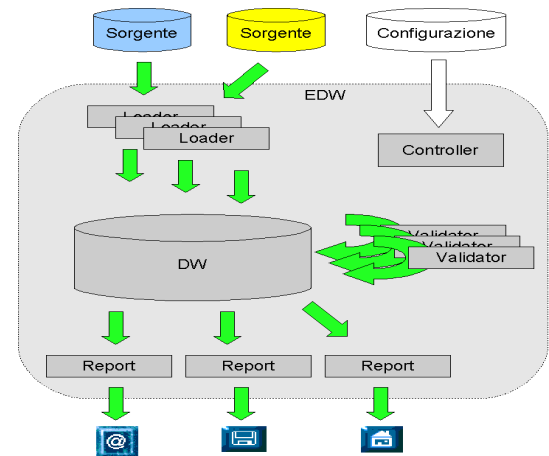 Sorgente
Sorgente
Configurazione
EDW
Loader
Loader
Loader
Controller
DW
Validator
Validator
Validator
Report
Report
Report
@